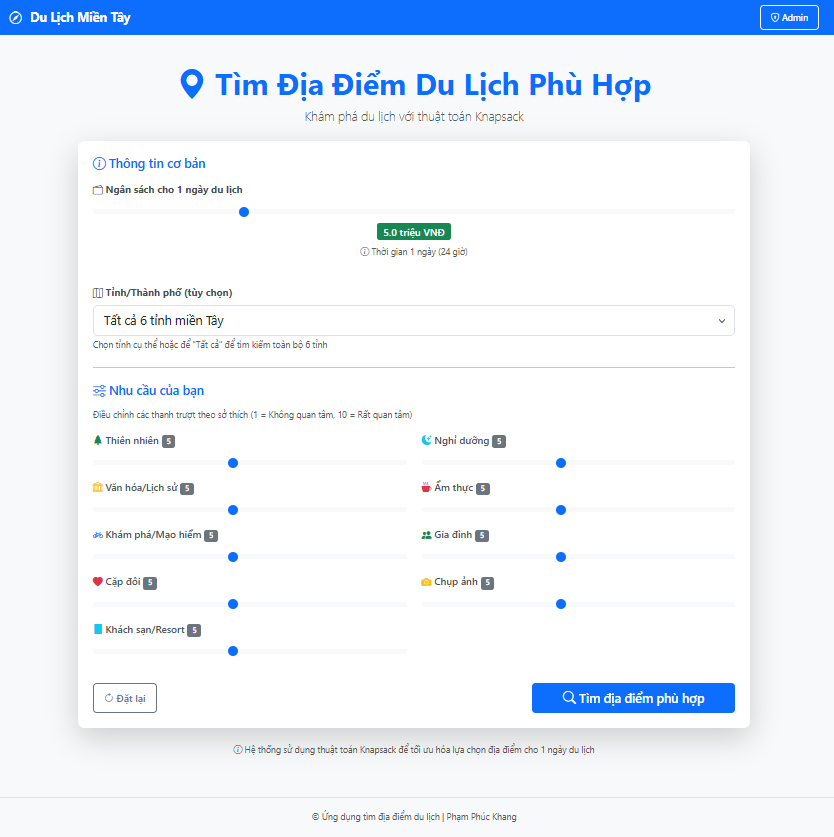 Du Lịch Miền Tây
Admin
Tìm Địa Điểm Du Lịch Phù Hợp
Khám phá du lịch với thuật toán Knapsack
Thông tin cơ bản
Ngân sách cho 1 ngày du lịch
5.0 triệu VNĐ
Thời gian 1 ngày (24 giờ)
Tỉnh/Thành phố (tùy chọn)
Tất cả 6 tỉnh miền Tây
Chọn tỉnh cụ thể hoặc để "Tất cả" để tìm kiếm toàn bộ 6 tỉnh
Nhu cầu của bạn
Điều chỉnh các thanh trượt theo sở thích (1 = Không quan tâm, 10 = Rất quan tâm)
Thiên nhiên 5
Nghỉ dưỡng 5
Văn hóa/Lịch sử 5
Ẩm thực 5
Khám phá/Mạo hiểm 5
Gia đình 5
Cặp đôi 5
Chụp ảnh 5
Khách sạn/Resort 5
Đặt lại
Tìm địa điểm phù hợp
Hệ thống sử dụng thuật toán Knapsack để tối ưu hóa lựa chọn địa điểm cho 1 ngày du lịch
© Ứng dụng tìm địa điểm du lịch | Phạm Phúc Khang